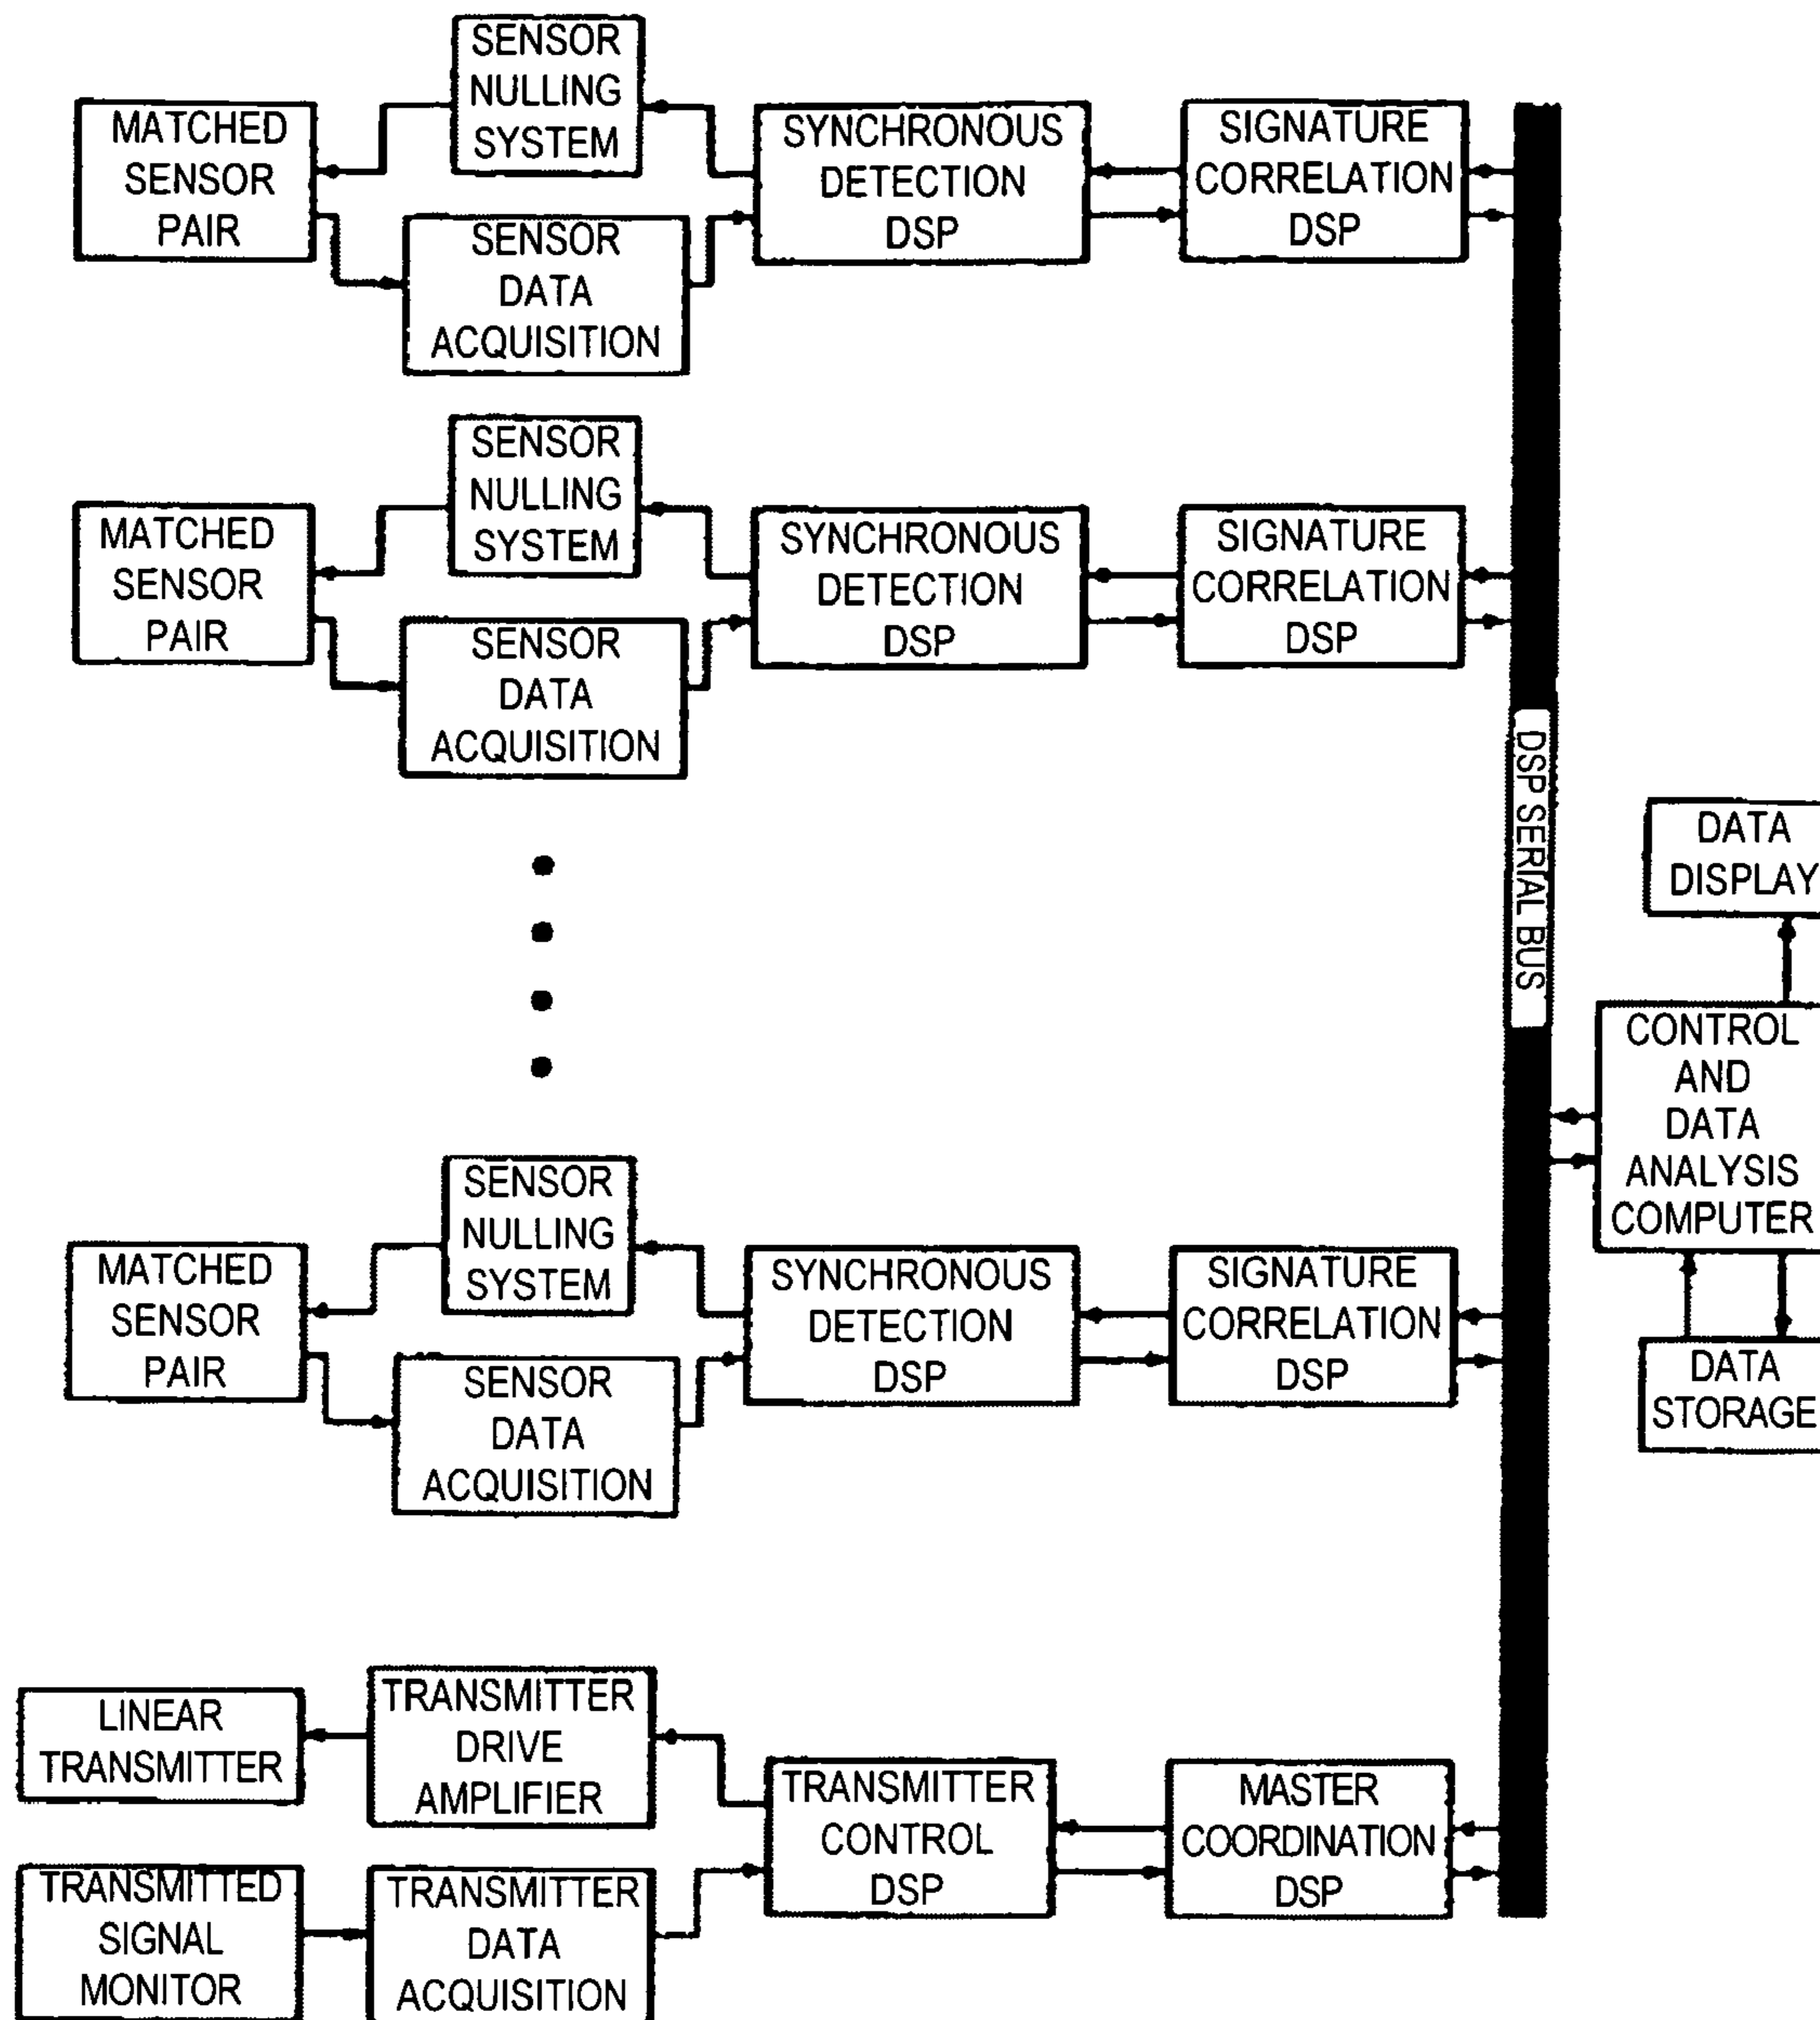 SENSOR
NULLING
SYSTEM
MATCHED
SENSOR
PAIR
SYNCHRONOUS
DETECTION
DSP
SIGNATURE
CORRELATION
DSP
SENSOR
DATA
ACQUISITION
SENSOR
NULLING
SYSTEM
MATCHED
SENSOR
PAIR
SYNCHRONOUS
DETECTION
DSP
SIGNATURE
CORRELATION
DSP
SENSOR
DATA
ACQUISITION
DSP SERIAL BUS
DATA
DISPLAY
CONTROL
AND
DATA
ANALYSIS
COMPUTER
SENSOR
NULLING
SYSTEM
MATCHED
SENSOR
PAIR
SYNCHRONOUS
DETECTION
DSP
SIGNATURE
CORRELATION
DSP
DATA
STORAGE
SENSOR
DATA
ACQUISITION
LINEAR
TRANSMITTER
TRANSMITTER
DRIVE
AMPLIFIER
TRANSMITTER
CONTROL
DSP
MASTER
COORDINATION
DSP
TRANSMITTED
SIGNAL
MONITOR
TRANSMITTER
DATA
ACQUISITION